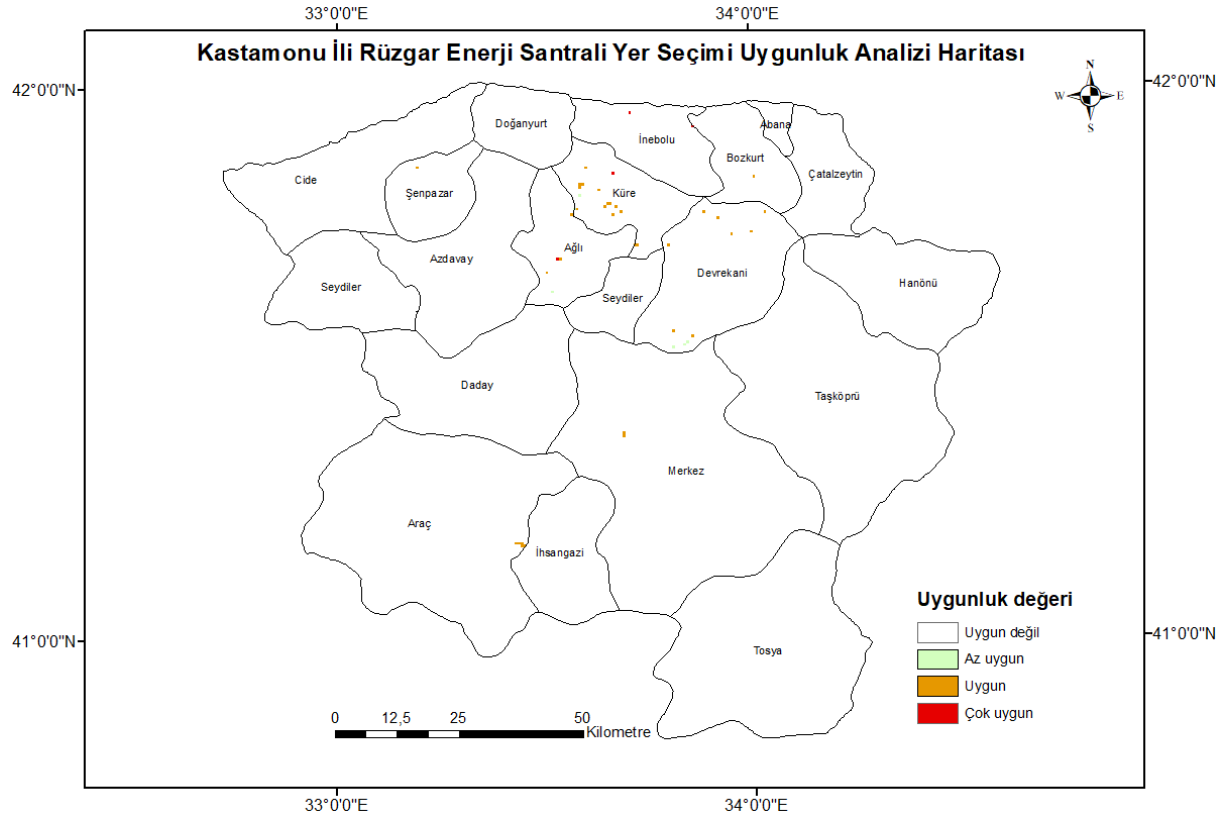 33°0'0"E 34°0'0"E
Kastamonu İli Rüzgar Enerji Santrali Yer Seçimi Uygunluk Analizi Haritası
42°0'0"N 42°0'0"N
N
W E
S
Doğanyurt
İnebolu
Abana
Bozkurt
Çatalzeytin
Cide
Şenpazar
Küre
Ağlı
Azdavay
Devrekani
Hanönü
Seydiler
Seydiler
Daday
Taşköprü
Merkez
Araç
İhsangazi
Tosya
Uygunluk değeri
Uygun değil
Az uygun
Uygun
Çok uygun
41°0'0"N 41°0'0"N
0 12,5 25 50
Kilometre
33°0'0"E 34°0'0"E